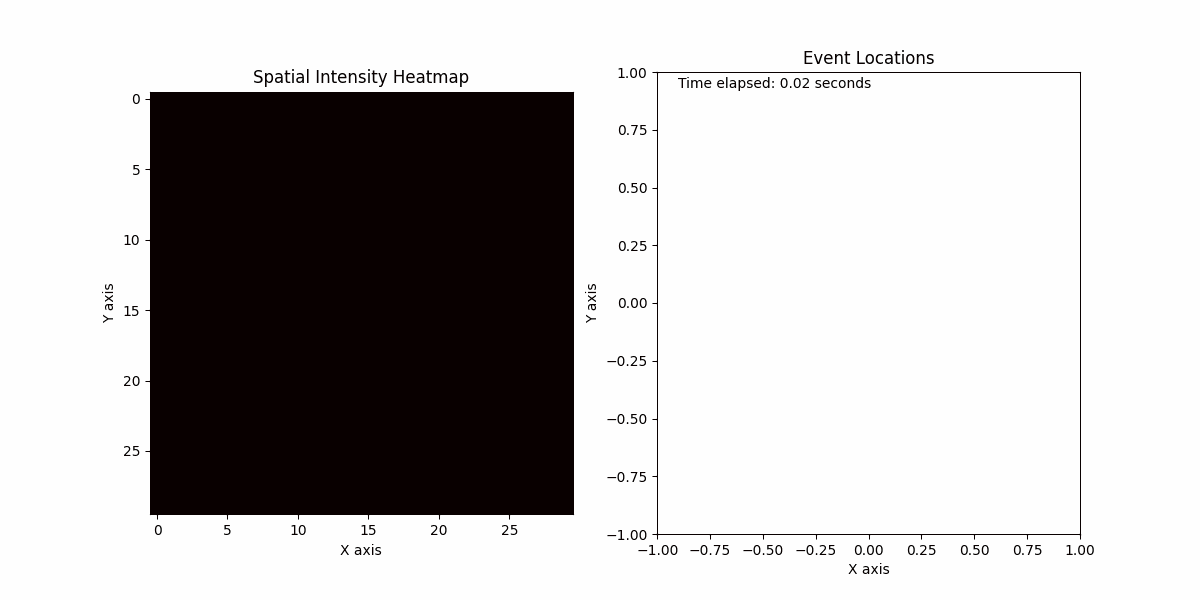 Spatial Intensity Heatmap
0
5
10
15
20
25
Y axis
0 5 10 15 20 25
X axis
Event Locations
Time elapsed: 0.02 seconds
1.00
0.75
0.50
0.25
0.00
−0.25
−0.50
−0.75
−1.00
Y axis
−1.00 −0.75 −0.50 −0.25 0.00 0.25 0.50 0.75 1.00
X axis